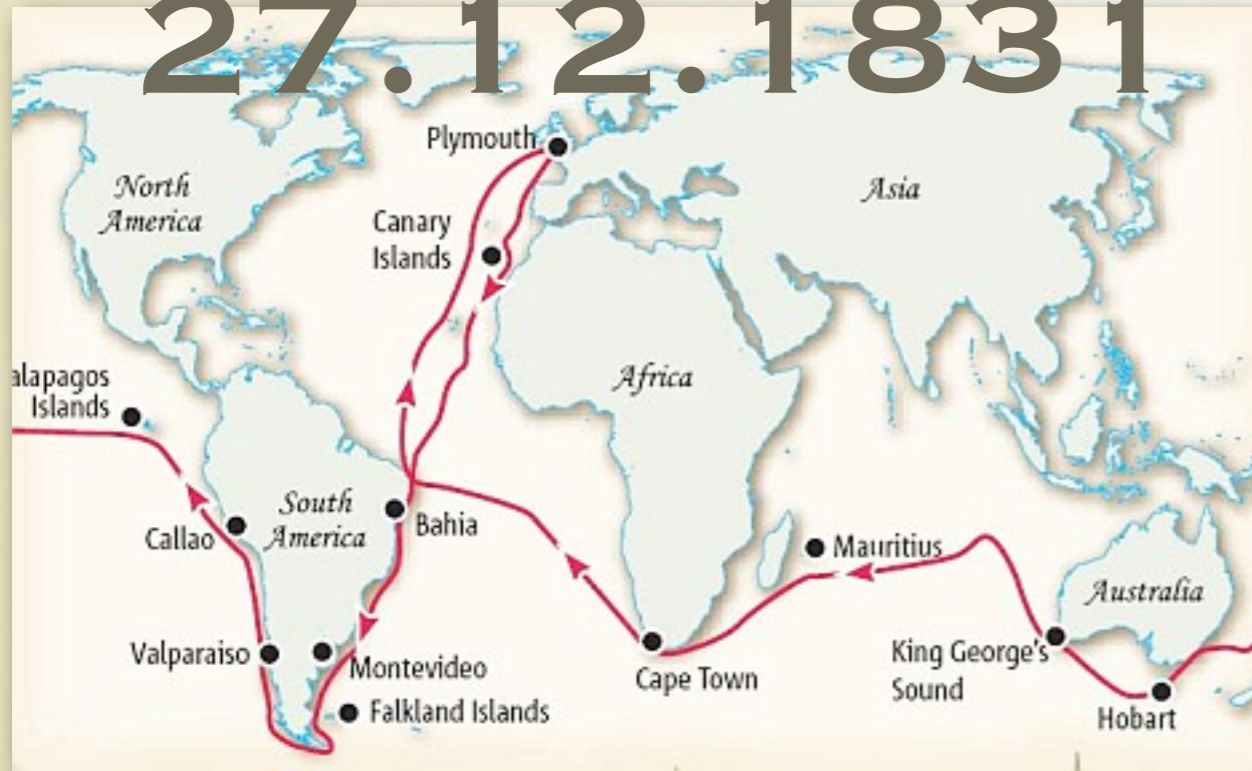 27.12.1831
Plymouth
North
America
Asia
Canary
Islands
Africa
alapagos
Islands
South
America
Bahia
Callao
Mauritius
Australia
Valparaiso
Montevideo
King George's
Sound
Cape Town
Falkland Islands
Hobart